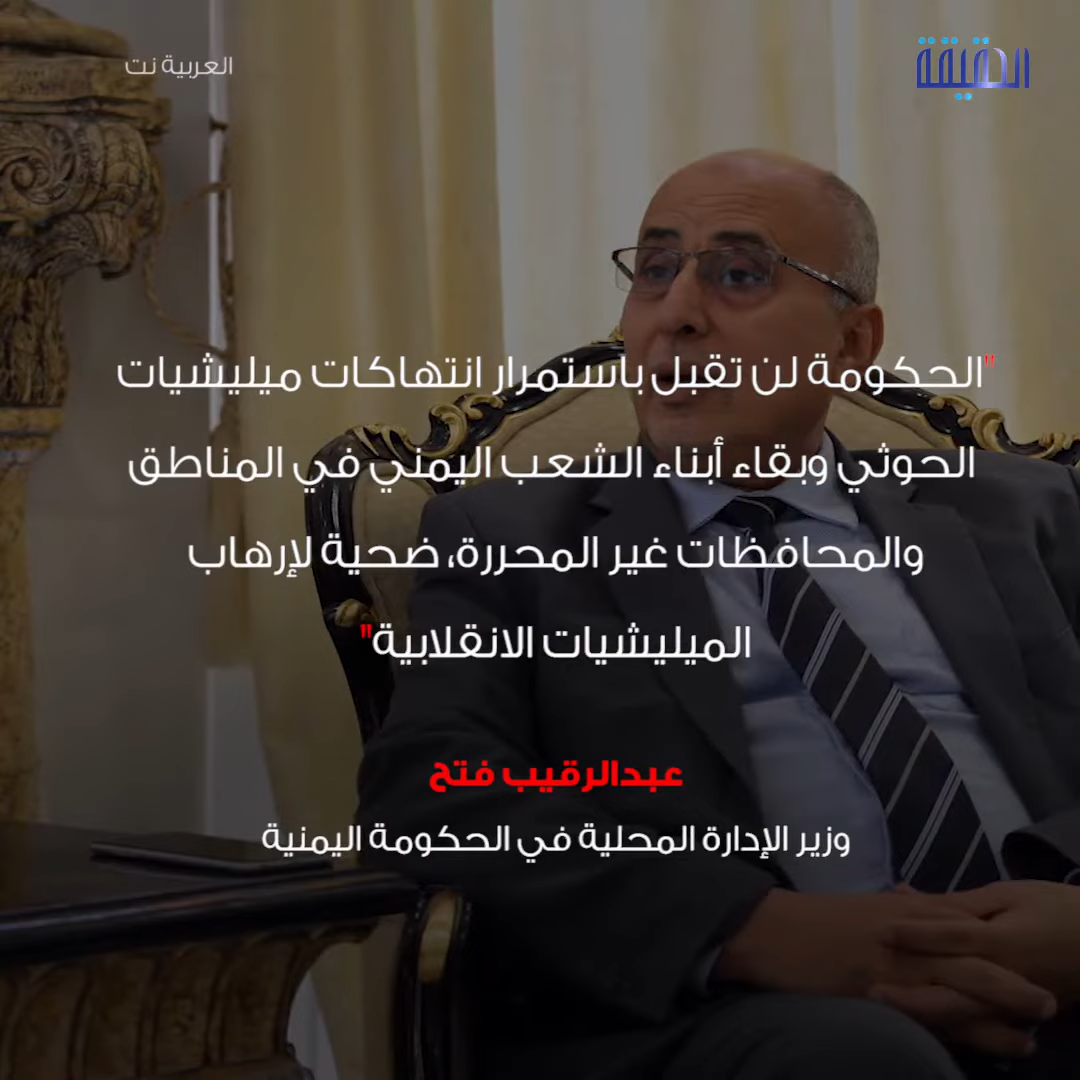 الحقيقة
العربية نت
"الحكومة لن تقبل باستمرار انتهاكات ميليشيات
الحوثي وبقاء أبناء الشعب اليمني في المناطق
والمحافظات غير المحررة، ضحية لإرهاب
الميليشيات الانقلابية"
عبدالرقيب فتح
وزير الإدارة المحلية في الحكومة اليمنية